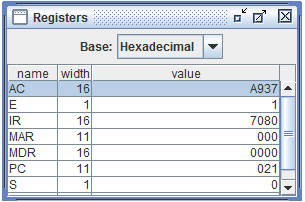 Registers
Base: Hexadecimal
name width value
AC 16 A937
E 1 1
IR 16 7080
MAR 11 000
MDR 16 0000
PC 11 021
S 1 0